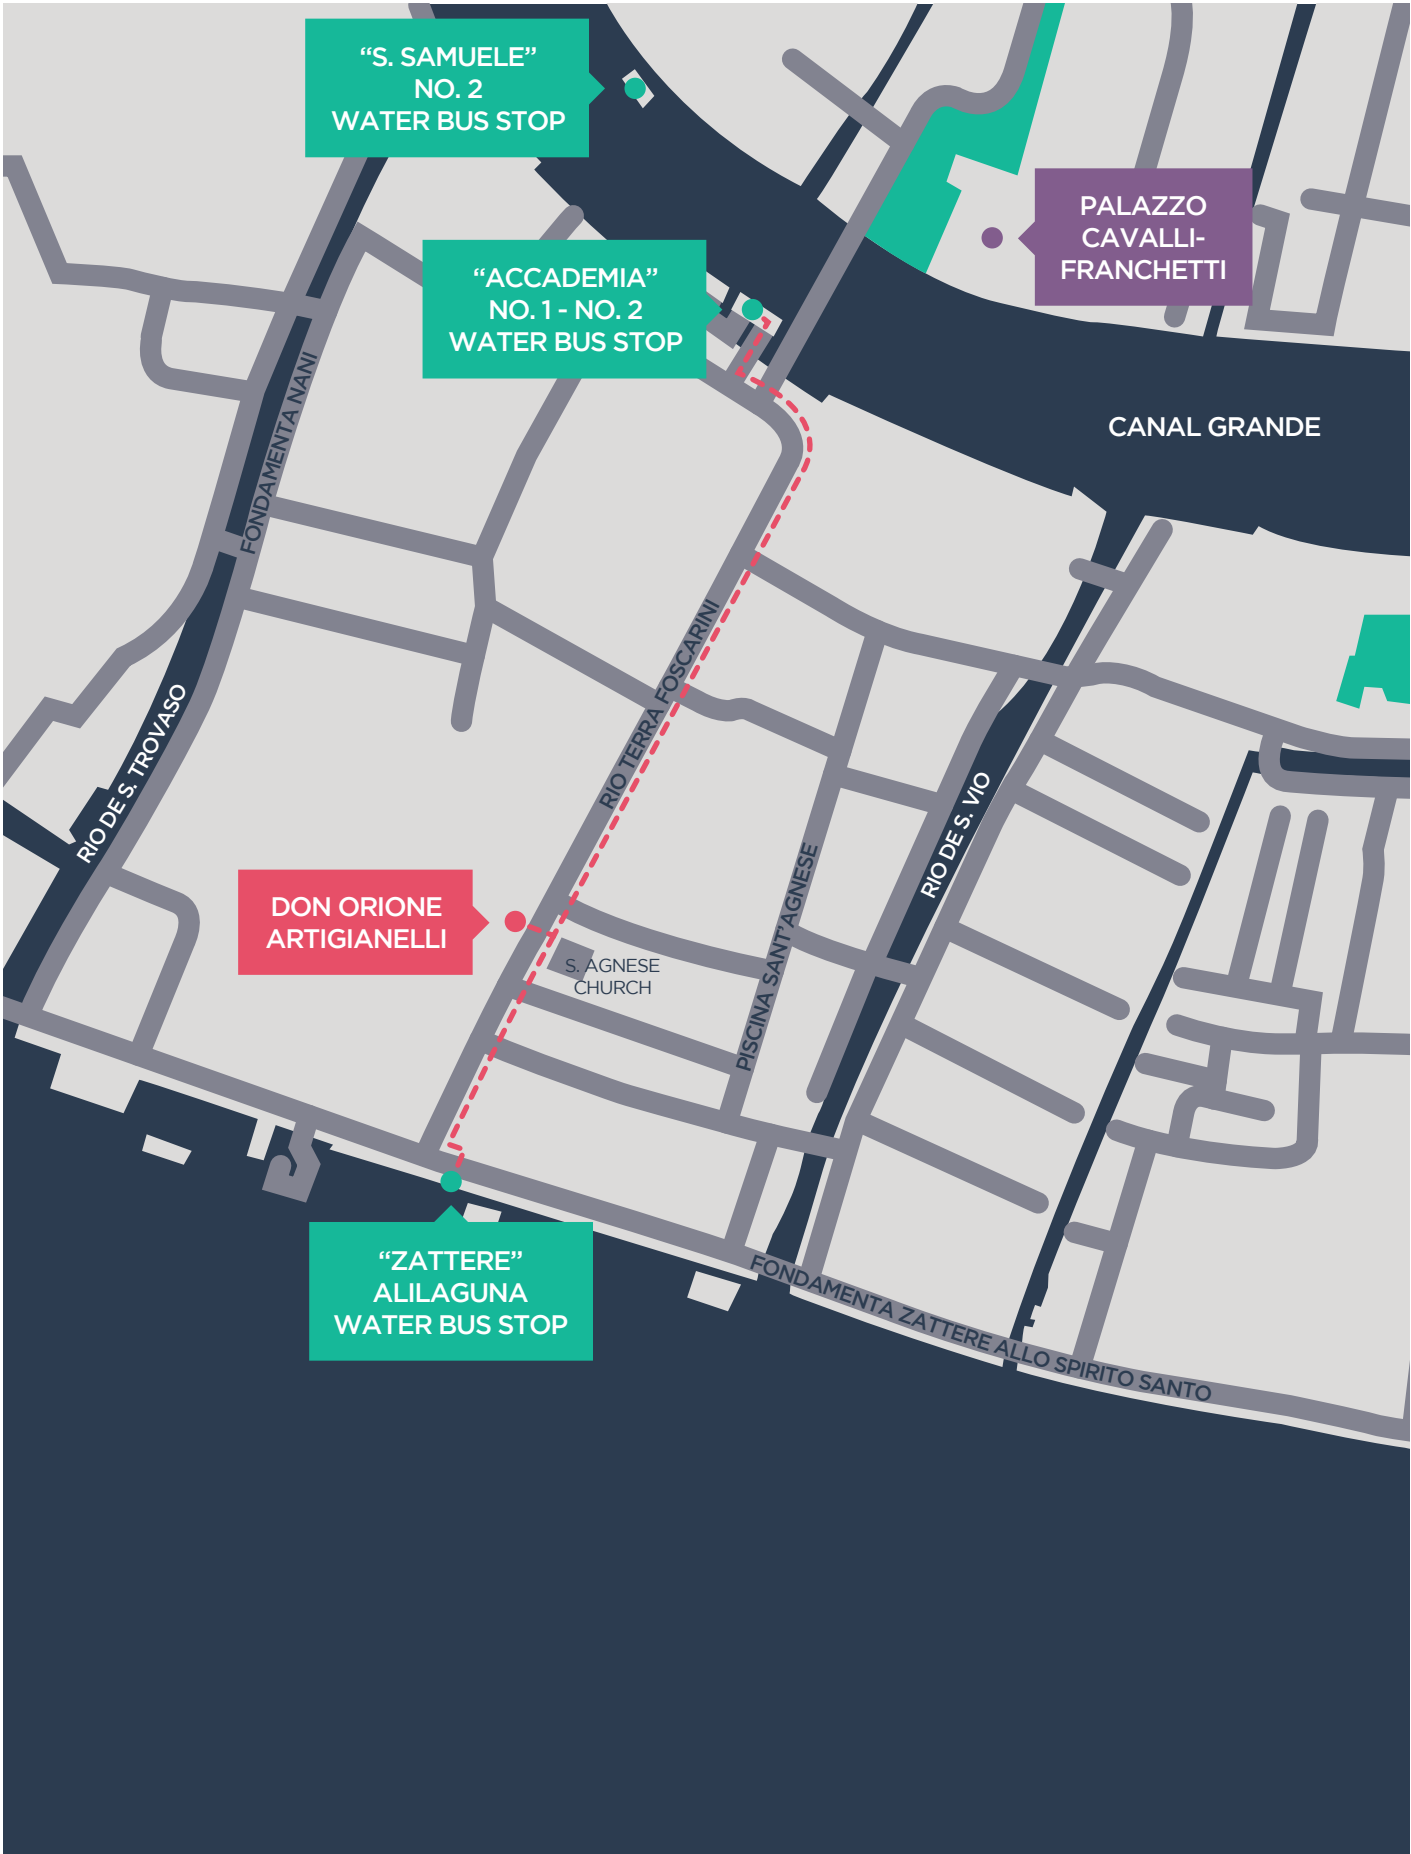 “S. SAMUELE”
NO. 2
WATER BUS STOP
PALAZZO
CAVALLI-
FRANCHETTI
“ACCADEMIA”
NO. 1 - NO. 2
WATER BUS STOP
CANAL GRANDE
FONDAMENTA NANI
RIO TERRA FOSCARINI
RIO DE S. TROVASO
RIO DE S. VIO
PISCINA SANT’AGNESE
DON ORIONE
ARTIGIANELLI
S. AGNESE
CHURCH
“ZATTERE”
ALILAGUNA
WATER BUS STOP
FONDAMENTA ZATTERE ALLO SPIRITO SANTO